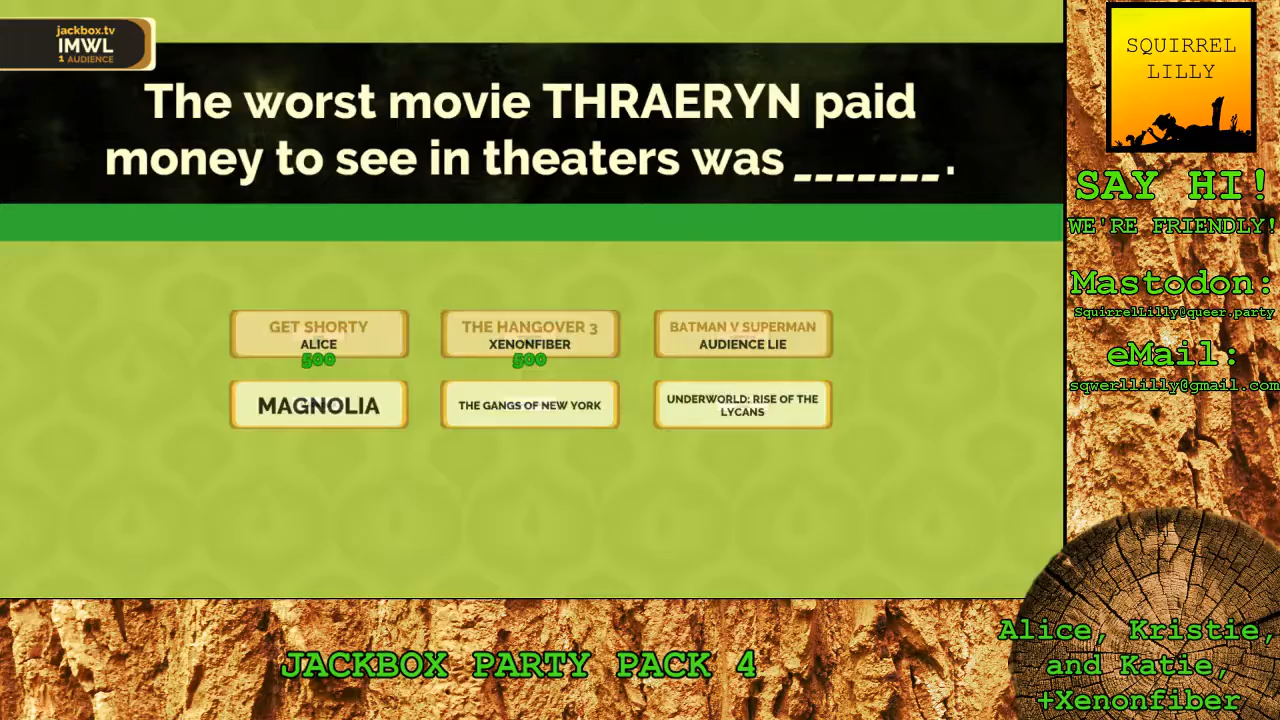 jackbox.tv
IMWL
1 AUDIENCE
The worst movie THRAERYN paid
money to see in theaters was _______.
GET SHORTY
ALICE
500
THE HANGOVER 3
XENONFIBER
500
BATMAN V SUPERMAN
AUDIENCE LIE
MAGNOLIA
THE GANGS OF NEW YORK
UNDERWORLD: RISE OF THE
LYCANS
SQUIRREL
LILLY
SAY HI!
WE'RE FRIENDLY!
Mastodon:
SquirrelLilly@queer.party
eMail:
sqwerllilly@gmail.com
JACKBOX PARTY PACK 4
Alice, Kristie,
and Katie,
+Xenonfiber